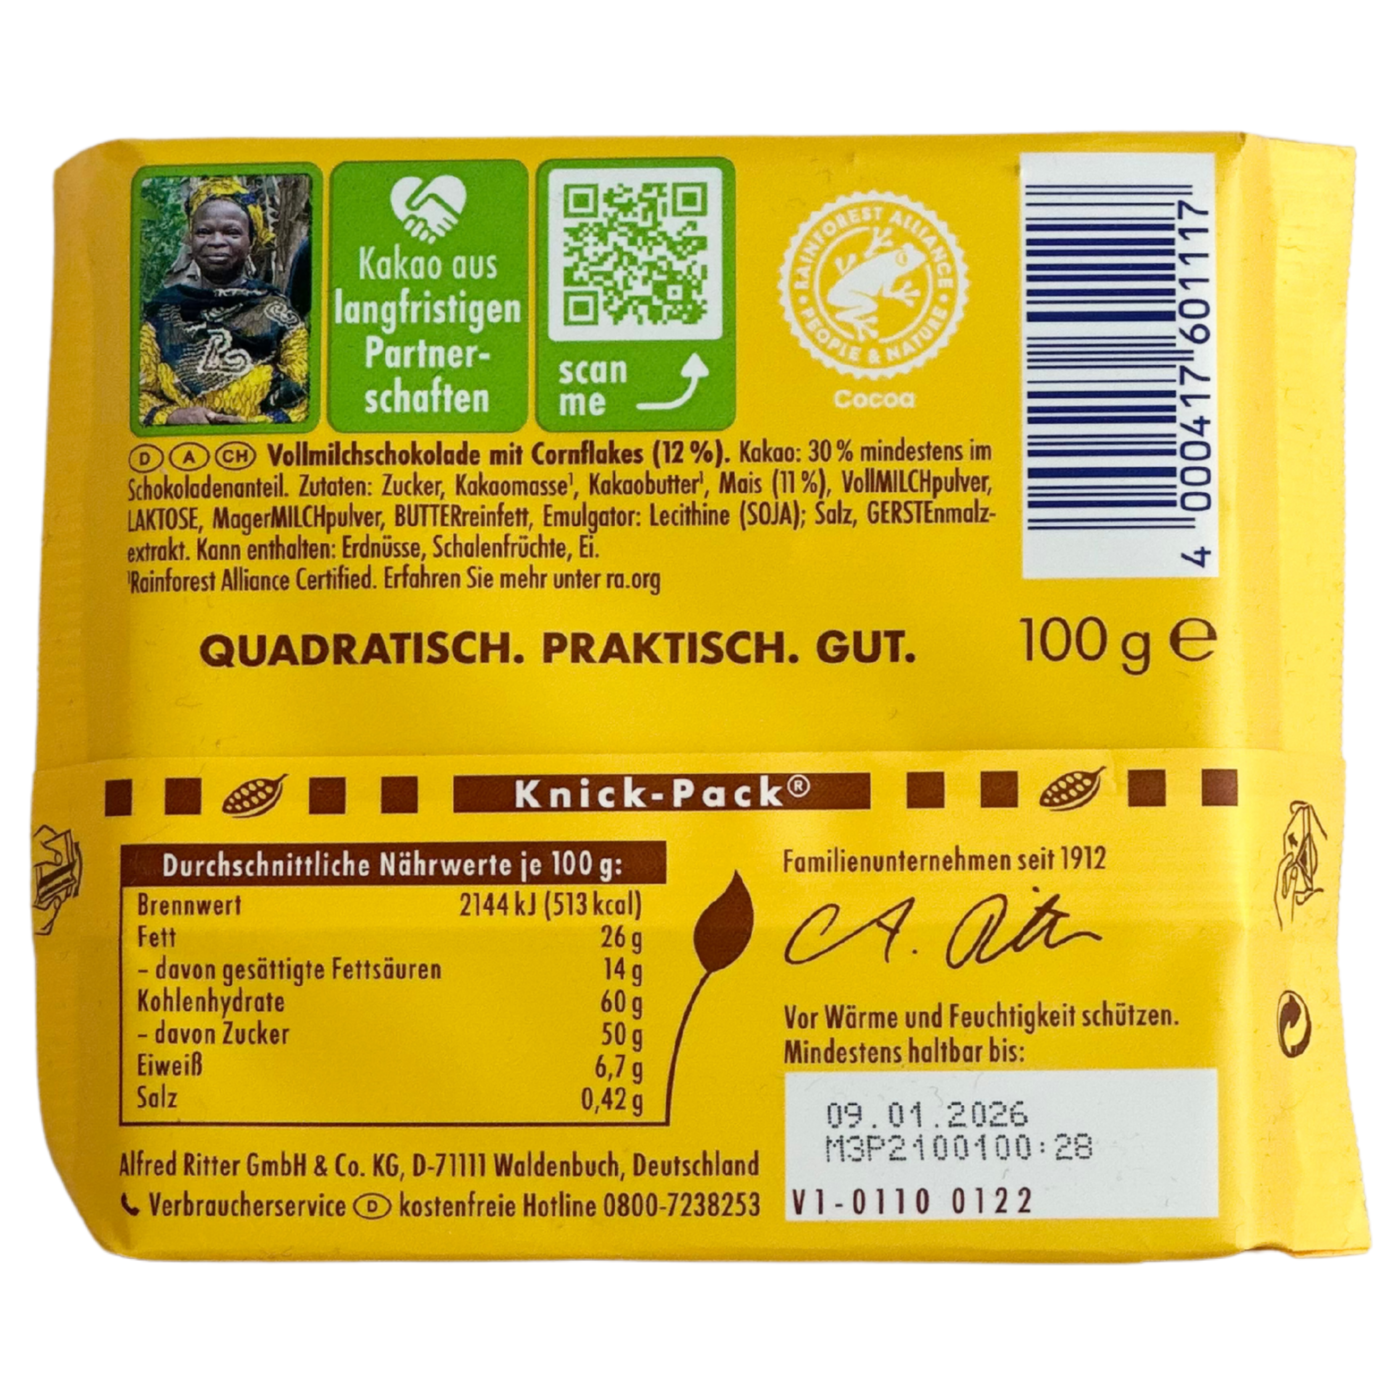 Kakao aus
langfristigen
Partner-
schaften
scan
me
RAINFOREST ALLIANCE
PEOPLE & NATURE
Cocoa
4 000417 601117
D A CH Vollmilchschokolade mit Cornflakes (12 %). Kakao: 30 % mindestens im
Schokoladenanteil. Zutaten: Zucker, Kakaomasse¹, Kakaobutter¹, Mais (11 %), VollMILCHpulver,
LAKTOSE, MagerMILCHpulver, BUTTERreinfett, Emulgator: Lecithine (SOJA); Salz, GERSTEnmalz-
extrakt. Kann enthalten: Erdnüsse, Schalenfrüchte, Ei.
¹Rainforest Alliance Certified. Erfahren Sie mehr unter ra.org
QUADRATISCH. PRAKTISCH. GUT.
100 g e
Knick-Pack®
Durchschnittliche Nährwerte je 100 g:
Brennwert 2144 kJ (513 kcal)
Fett 26 g
- davon gesättigte Fettsäuren 14 g
Kohlenhydrate 60 g
- davon Zucker 50 g
Eiweiß 6,7 g
Salz 0,42 g
Familienunternehmen seit 1912
A. Ritter
Vor Wärme und Feuchtigkeit schützen.
Mindestens haltbar bis:
09.01.2026
M3P2100100:28
V1-0110 0122
Alfred Ritter GmbH & Co. KG, D-71111 Waldenbuch, Deutschland
Verbraucherservice D kostenfreie Hotline 0800-7238253